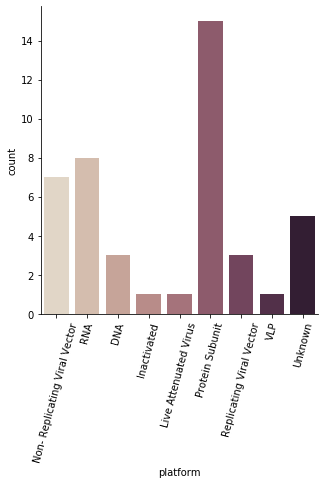 14
12
10
8
6
4
2
0
count
Non- Replicating Viral Vector
RNA
DNA
Inactivated
Live Attenuated Virus
Protein Subunit
Replicating Viral Vector
VLP
Unknown
platform